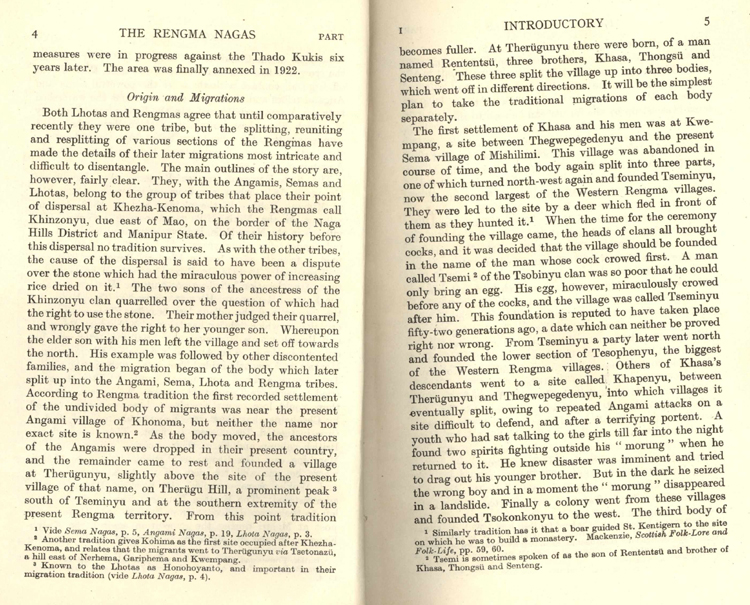 4 THE RENGMA NAGAS PART
measures were in progress against the Thado Kukis six
years later. The area was finally annexed in 1922.
Origin and Migrations
Both Lhotas and Rengmas agree that until comparatively
recently they were one tribe, but the splitting, reuniting
and resplitting of various sections of the Rengmas have
made the details of their later migrations most intricate and
difficult to disentangle. The main outlines of the story are,
however, fairly clear. They, with the Angamis, Semas and
Lhotas, belong to the group of tribes that place their point
of dispersal at Khezha-Kenoma, which the Rengmas call
Khinzonyu, due east of Mao, on the border of the Naga
Hills District and Manipur State. Of their history before
this dispersal no tradition survives. As with the other tribes,
the cause of the dispersal is said to have been a dispute
over the stone which had the miraculous power of increasing
rice dried on it.¹ The two sons of the ancestress of the
Khinzonyu clan quarrelled over the question of which had
the right to use the stone. Their mother judged their quarrel,
and wrongly gave the right to her younger son. Whereupon
the elder son with his men left the village and set off towards
the north. His example was followed by other discontented
families, and the migration began of the body which later
split up into the Angami, Sema, Lhota and Rengma tribes.
According to Rengma tradition the first recorded settlement
of the undivided body of migrants was near the present
Angami village of Khonoma, but neither the name nor
exact site is known.² As the body moved, the ancestors
of the Angamis were dropped in their present country,
and the remainder came to rest and founded a village
at Therügunyu, slightly above the site of the present
village of that name, on Therügu Hill, a prominent peak ³
south of Tseminyu and at the southern extremity of the
present Rengma territory. From this point tradition
¹ Vide Sema Nagas, p. 5, Angami Nagas, p. 19, Lhota Nagas, p. 3.
² Another tradition gives Kohima as the first site occupied after Khezha-
Kenoma, and relates that the migrants went to Therügunyu via Tsetonazü,
a hill east of Nerhema, Gariphema and Kwempang.
³ Known to the Lhotas as Honohoyanto, and important in their
migration tradition (vide Lhota Nagas, p. 4).
I INTRODUCTORY 5
becomes fuller. At Therügunyu there were born, of a man
named Rententsü, three brothers, Khasa, Thongsü and
Senteng. These three split the village up into three bodies,
which went off in different directions. It will be the simplest
plan to take the traditional migrations of each body
separately.
The first settlement of Khasa and his men was at Kwe-
mpang, a site between Thegwepegedenyu and the present
Sema village of Mishilimi. This village was abandoned in
course of time, and the body again split into three parts,
one of which turned north-west again and founded Tseminyu,
now the second largest of the Western Rengma villages.
They were led to the site by a deer which fled in front of
them as they hunted it.¹ When the time for the ceremony
of founding the village came, the heads of clans all brought
cocks, and it was decided that the village should be founded
in the name of the man whose cock crowed first. A man
called Tsemi ² of the Tsobinyu clan was so poor that he could
only bring an egg. His egg, however, miraculously crowed
before any of the cocks, and the village was called Tseminyu
after him. This foundation is reputed to have taken place
fifty-two generations ago, a date which can neither be proved
right nor wrong. From Tseminyu a party later went north
and founded the lower section of Tesophenyu, the biggest
of the Western Rengma villages. Others of Khasa's
descendants went to a site called Khapenyu, between
Therügunyu and Thegwepegedenyu, into which villages it
eventually split, owing to repeated Angami attacks on a
site difficult to defend, and after a terrifying portent. A
youth who had sat talking to the girls till far into the night
found two spirits fighting outside his " morung " when he
returned to it. He knew disaster was imminent and tried
to drag out his younger brother. But in the dark he seized
the wrong boy and in a moment the " morung " disappeared
in a landslide. Finally a colony went from these villages
and founded Tsokonkonyu to the west. The third body of
¹ Similarly tradition has it that a boar guided St. Kentigern to the site
on which he was to build a monastery. Mackenzie, Scottish Folk-Lore and
Folk-Life, pp. 59, 60.
² Tsemi is sometimes spoken of as the son of Rententsü and brother of
Khasa, Thongsü and Senteng.